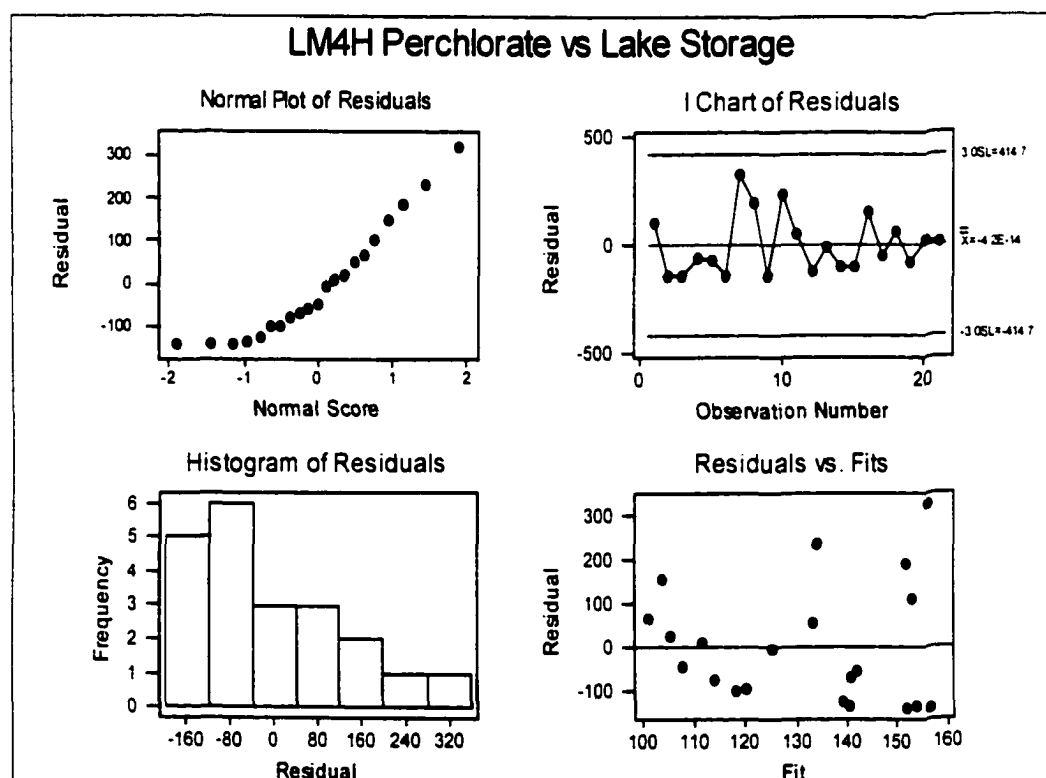 LM4H Perchlorate vs Lake Storage
Normal Plot of Residuals
300
200
100
0
-100
Residual
-2
-1
0
1
2
Normal Score
I Chart of Residuals
500
0
-500
Residual
3.0SL=414.7
X=-4.2E-14
-3.0SL=-414.7
0
10
20
Observation Number
Histogram of Residuals
6
5
4
3
2
1
0
Frequency
-160
-80
0
80
160
240
320
Residual
Residuals vs. Fits
300
200
100
0
-100
Residual
100
110
120
130
140
150
160
Fit